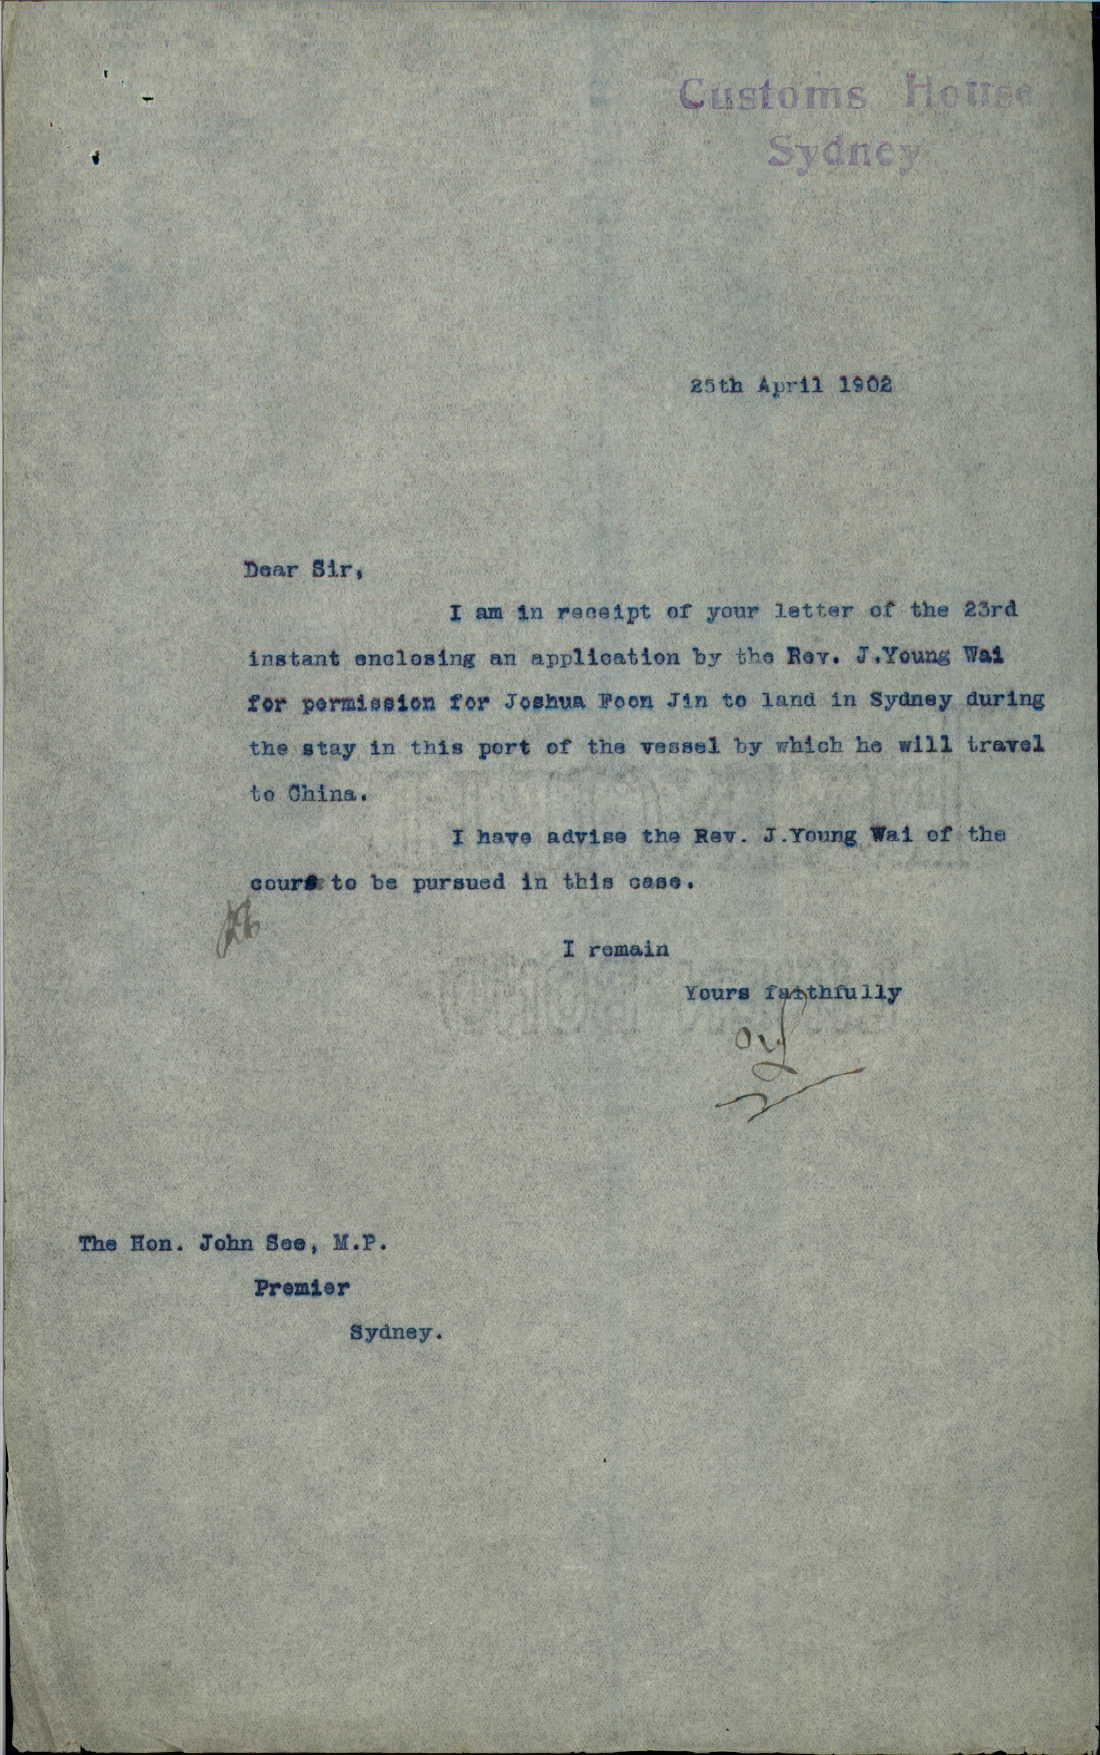 Customs House
Sydney
25th April 1902
Dear Sir,
I am in receipt of your letter of the 23rd
instant enclosing an application by the Rev. J.Young Wai
for permission for Joshua Foon Jin to land in Sydney during
the stay in this port of the vessel by which he will travel
to China.
I have advise the Rev. J.Young Wai of the
cours to be pursued in this case.
I remain
Yours faithfully
The Hon. John See, M.P.
Premier
Sydney.